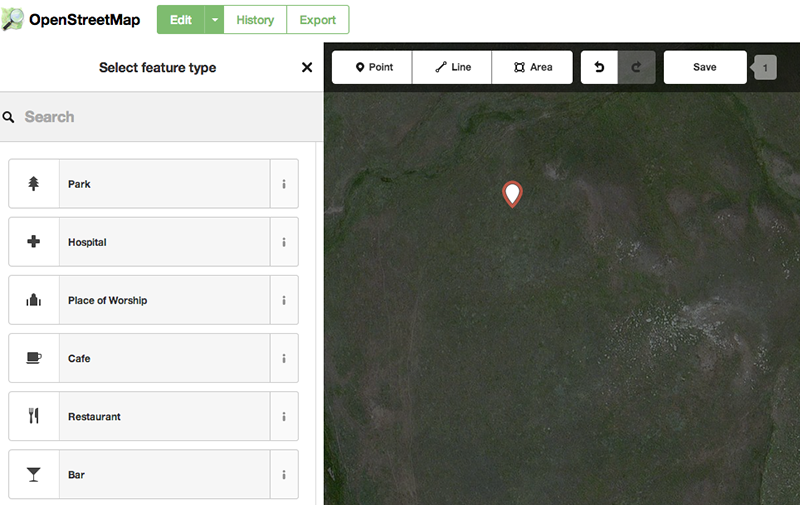 OpenStreetMap Edit History Export
Select feature type
Point Line Area Save 1
Search
Park
Hospital
Place of Worship
Cafe
Restaurant
Bar